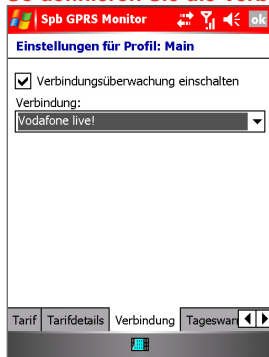 Spb GPRS Monitor ok
Einstellungen für Profil: Main
Verbindungsüberwachung einschalten
Verbindung:
Vodafone live!
Tarif Tarifdetails Verbindung